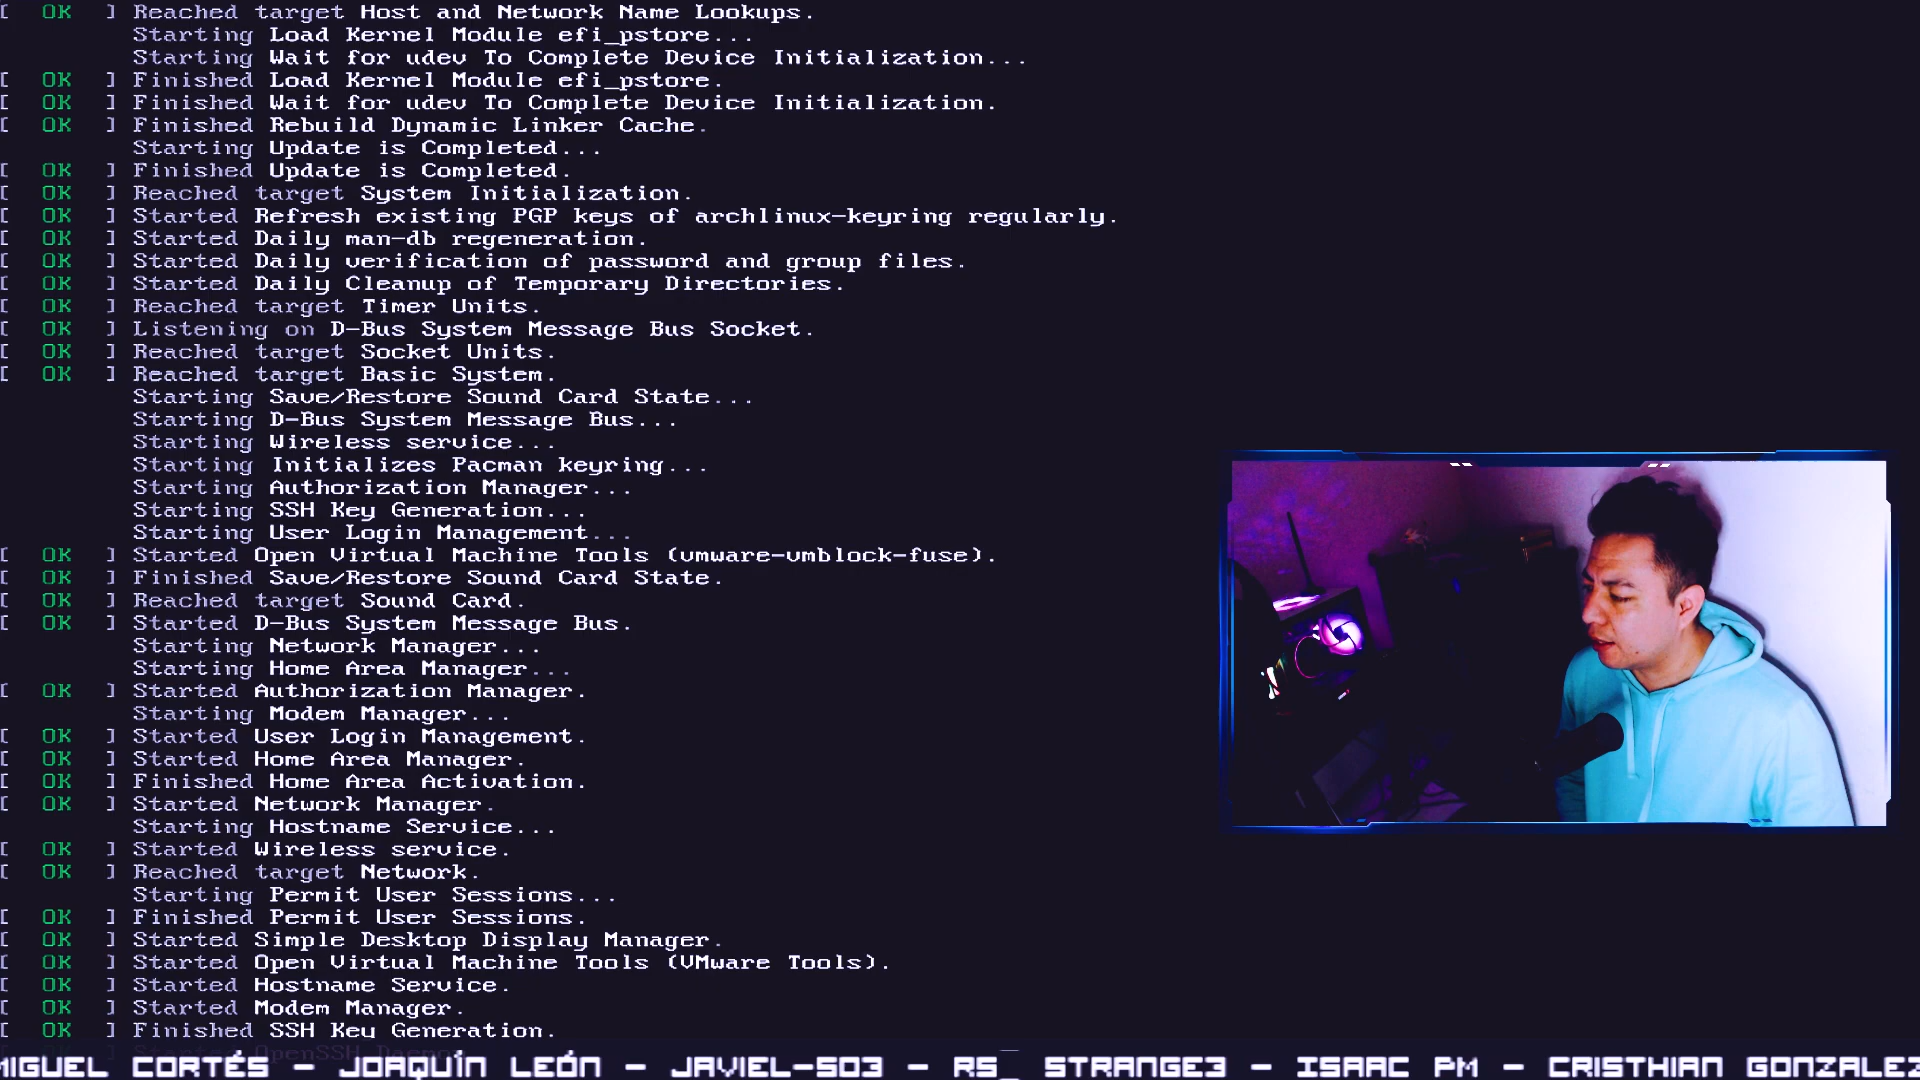 [ OK ] Reached target Host and Network Name Lookups.
Starting Load Kernel Module efi_pstore...
Starting Wait for udev To Complete Device Initialization...
[ OK ] Finished Load Kernel Module efi_pstore.
[ OK ] Finished Wait for udev To Complete Device Initialization.
[ OK ] Finished Rebuild Dynamic Linker Cache.
Starting Update is Completed...
[ OK ] Finished Update is Completed.
[ OK ] Reached target System Initialization.
[ OK ] Started Refresh existing PGP keys of archlinux-keyring regularly.
[ OK ] Started Daily man-db regeneration.
[ OK ] Started Daily verification of password and group files.
[ OK ] Started Daily Cleanup of Temporary Directories.
[ OK ] Reached target Timer Units.
[ OK ] Listening on D-Bus System Message Bus Socket.
[ OK ] Reached target Socket Units.
[ OK ] Reached target Basic System.
Starting Save/Restore Sound Card State...
Starting D-Bus System Message Bus...
Starting Wireless service...
Starting Initializes Pacman keyring...
Starting Authorization Manager...
Starting SSH Key Generation...
Starting User Login Management...
[ OK ] Started Open Virtual Machine Tools (vmware-vmblock-fuse).
[ OK ] Finished Save/Restore Sound Card State.
[ OK ] Reached target Sound Card.
[ OK ] Started D-Bus System Message Bus.
Starting Network Manager...
Starting Home Area Manager...
[ OK ] Started Authorization Manager.
Starting Modem Manager...
[ OK ] Started User Login Management.
[ OK ] Started Home Area Manager.
[ OK ] Finished Home Area Activation.
[ OK ] Started Network Manager.
Starting Hostname Service...
[ OK ] Started Wireless service.
[ OK ] Reached target Network.
Starting Permit User Sessions...
[ OK ] Finished Permit User Sessions.
[ OK ] Started Simple Desktop Display Manager.
[ OK ] Started Open Virtual Machine Tools (VMware Tools).
[ OK ] Started Hostname Service.
[ OK ] Started Modem Manager.
[ OK ] Finished SSH Key Generation.
MIGUEL CORTÉS - JOAQUÍN LEÓN - JAVIEL-503 - RS_ STRANGE3 - ISAAC PM - CRISTHIAN GONZALEZ